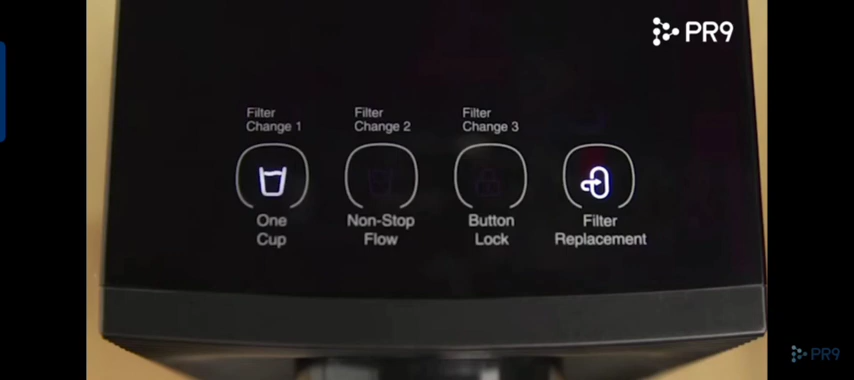 PR9
Filter
Change 1
Filter
Change 2
Filter
Change 3
One
Cup
Non-Stop
Flow
Button
Lock
Filter
Replacement
PR9